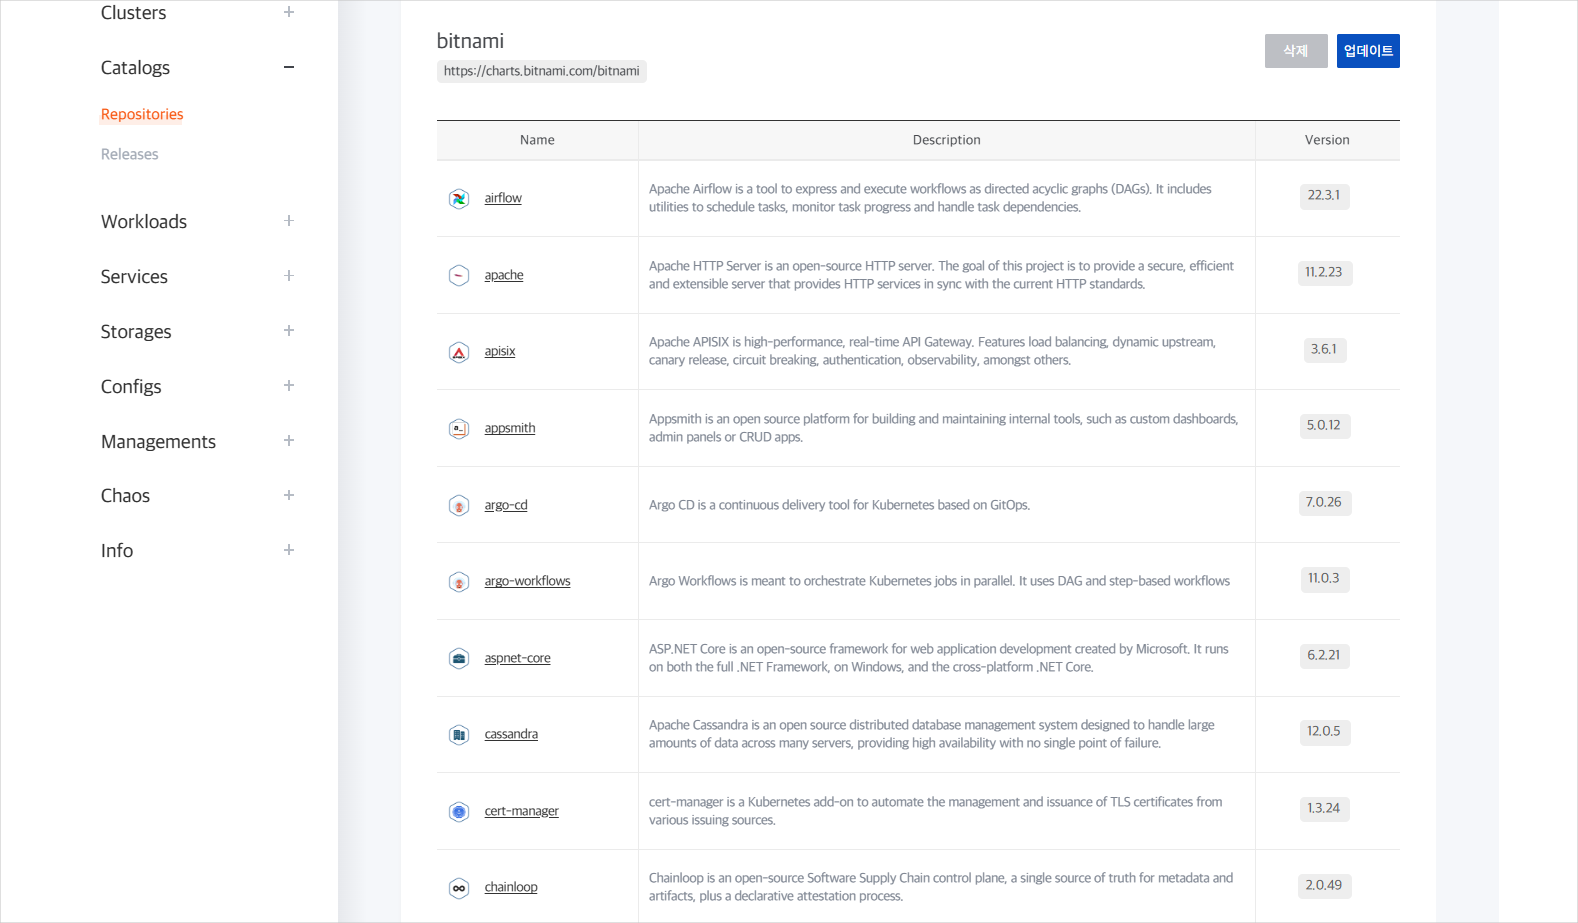 Clusters
Catalogs
Repositories
Releases
Workloads
Services
Storages
Configs
Managements
Chaos
Info
bitnami
https://charts.bitnami.com/bitnami
삭제
업데이트
Name Description Version
airflow
Apache Airflow is a tool to express and execute workflows as directed acyclic graphs (DAGs). It includes
utilities to schedule tasks, monitor task progress and handle task dependencies.
22.3.1
apache
Apache HTTP Server is an open-source HTTP server. The goal of this project is to provide a secure, efficient
and extensible server that provides HTTP services in sync with the current HTTP standards.
11.2.23
apisix
Apache APISIX is high-performance, real-time API Gateway. Features load balancing, dynamic upstream,
canary release, circuit breaking, authentication, observability, amongst others.
3.6.1
appsmith
Appsmith is an open source platform for building and maintaining internal tools, such as custom dashboards,
admin panels or CRUD apps.
5.0.12
argo-cd
Argo CD is a continuous delivery tool for Kubernetes based on GitOps.
7.0.26
argo-workflows
Argo Workflows is meant to orchestrate Kubernetes jobs in parallel. It uses DAG and step-based workflows
11.0.3
aspnet-core
ASP.NET Core is an open-source framework for web application development created by Microsoft. It runs
on both the full .NET Framework, on Windows, and the cross-platform .NET Core.
6.2.21
cassandra
Apache Cassandra is an open source distributed database management system designed to handle large
amounts of data across many servers, providing high availability with no single point of failure.
12.0.5
cert-manager
cert-manager is a Kubernetes add-on to automate the management and issuance of TLS certificates from
various issuing sources.
1.3.24
chainloop
Chainloop is an open-source Software Supply Chain control plane, a single source of truth for metadata and
artifacts, plus a declarative attestation process.
2.0.49